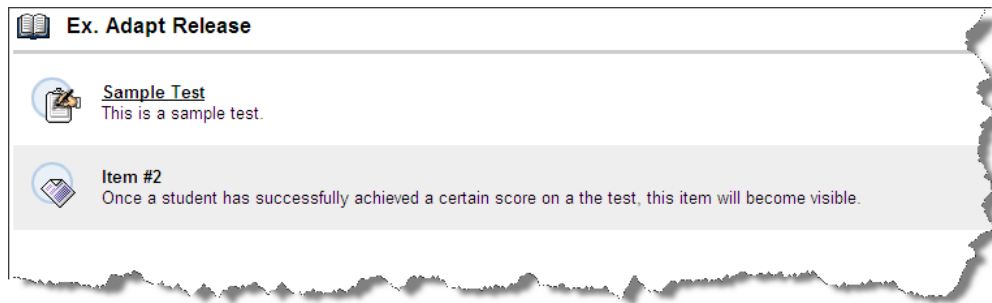 Ex. Adapt Release
Sample Test
This is a sample test.
Item #2
Once a student has successfully achieved a certain score on a the test, this item will become visible.